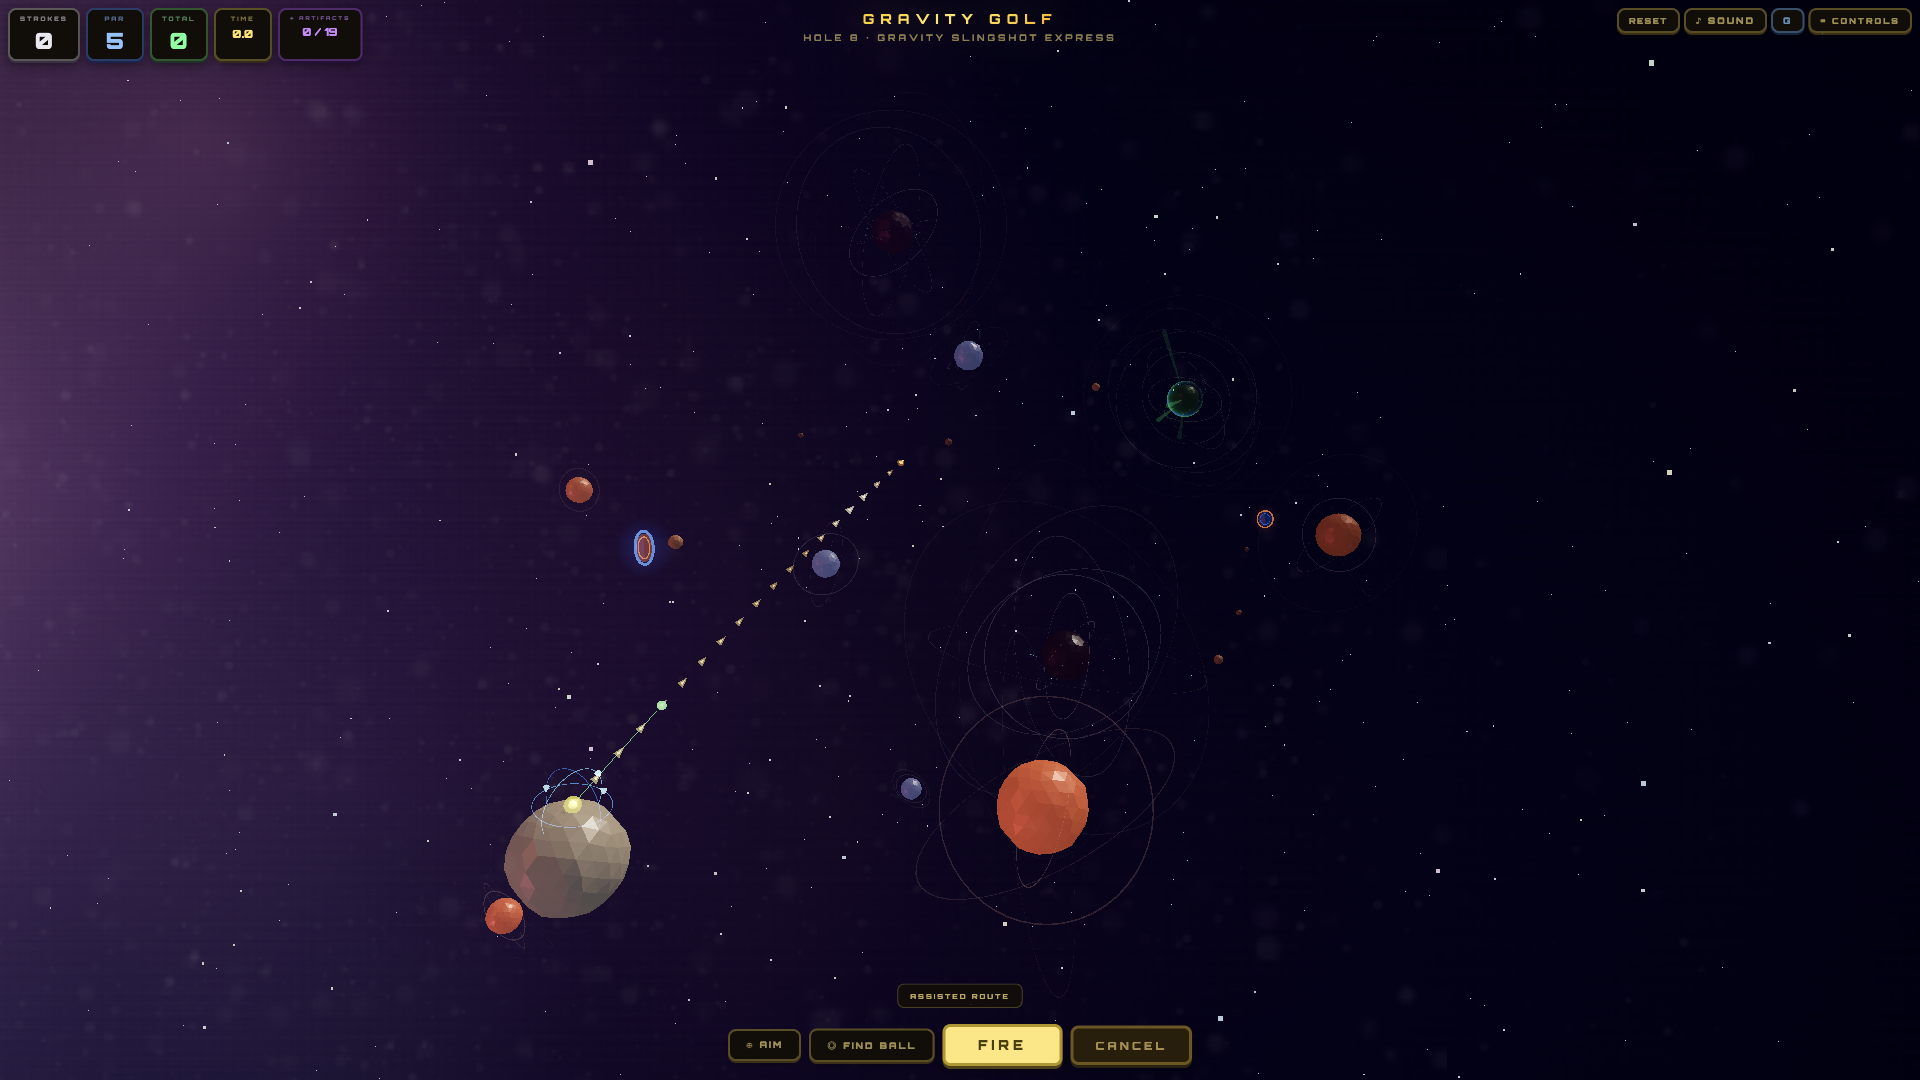 STROKES
0
PAR
5
TOTAL
0
TIME
0.0
✦ ARTIFACTS
0 / 19
GRAVITY GOLF
HOLE 8 · GRAVITY SLINGSHOT EXPRESS
RESET
♪ SOUND
G
CONTROLS
ASSISTED ROUTE
AIM
FIND BALL
FIRE
CANCEL